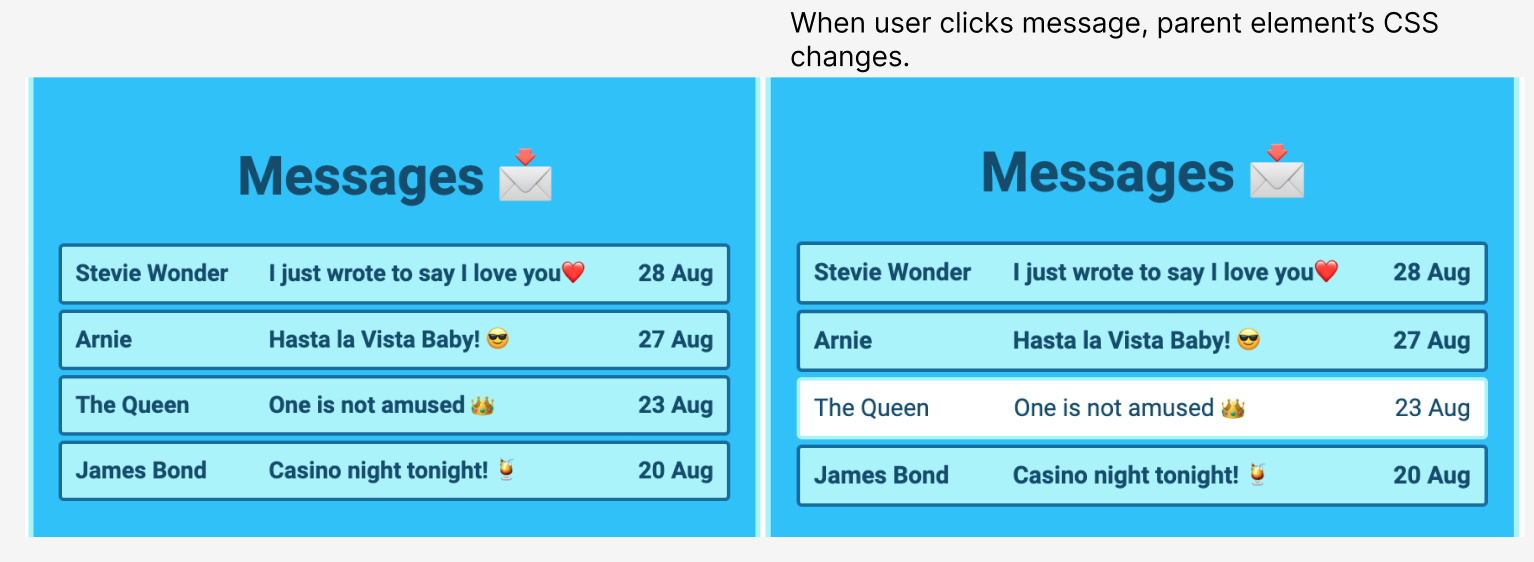 When user clicks message, parent element’s CSS
changes.
Messages 📩
Stevie Wonder I just wrote to say I love you❤️ 28 Aug
Arnie Hasta la Vista Baby! 😎 27 Aug
The Queen One is not amused 👑 23 Aug
James Bond Casino night tonight! 🍹 20 Aug
Messages 📩
Stevie Wonder I just wrote to say I love you❤️ 28 Aug
Arnie Hasta la Vista Baby! 😎 27 Aug
The Queen One is not amused 👑 23 Aug
James Bond Casino night tonight! 🍹 20 Aug